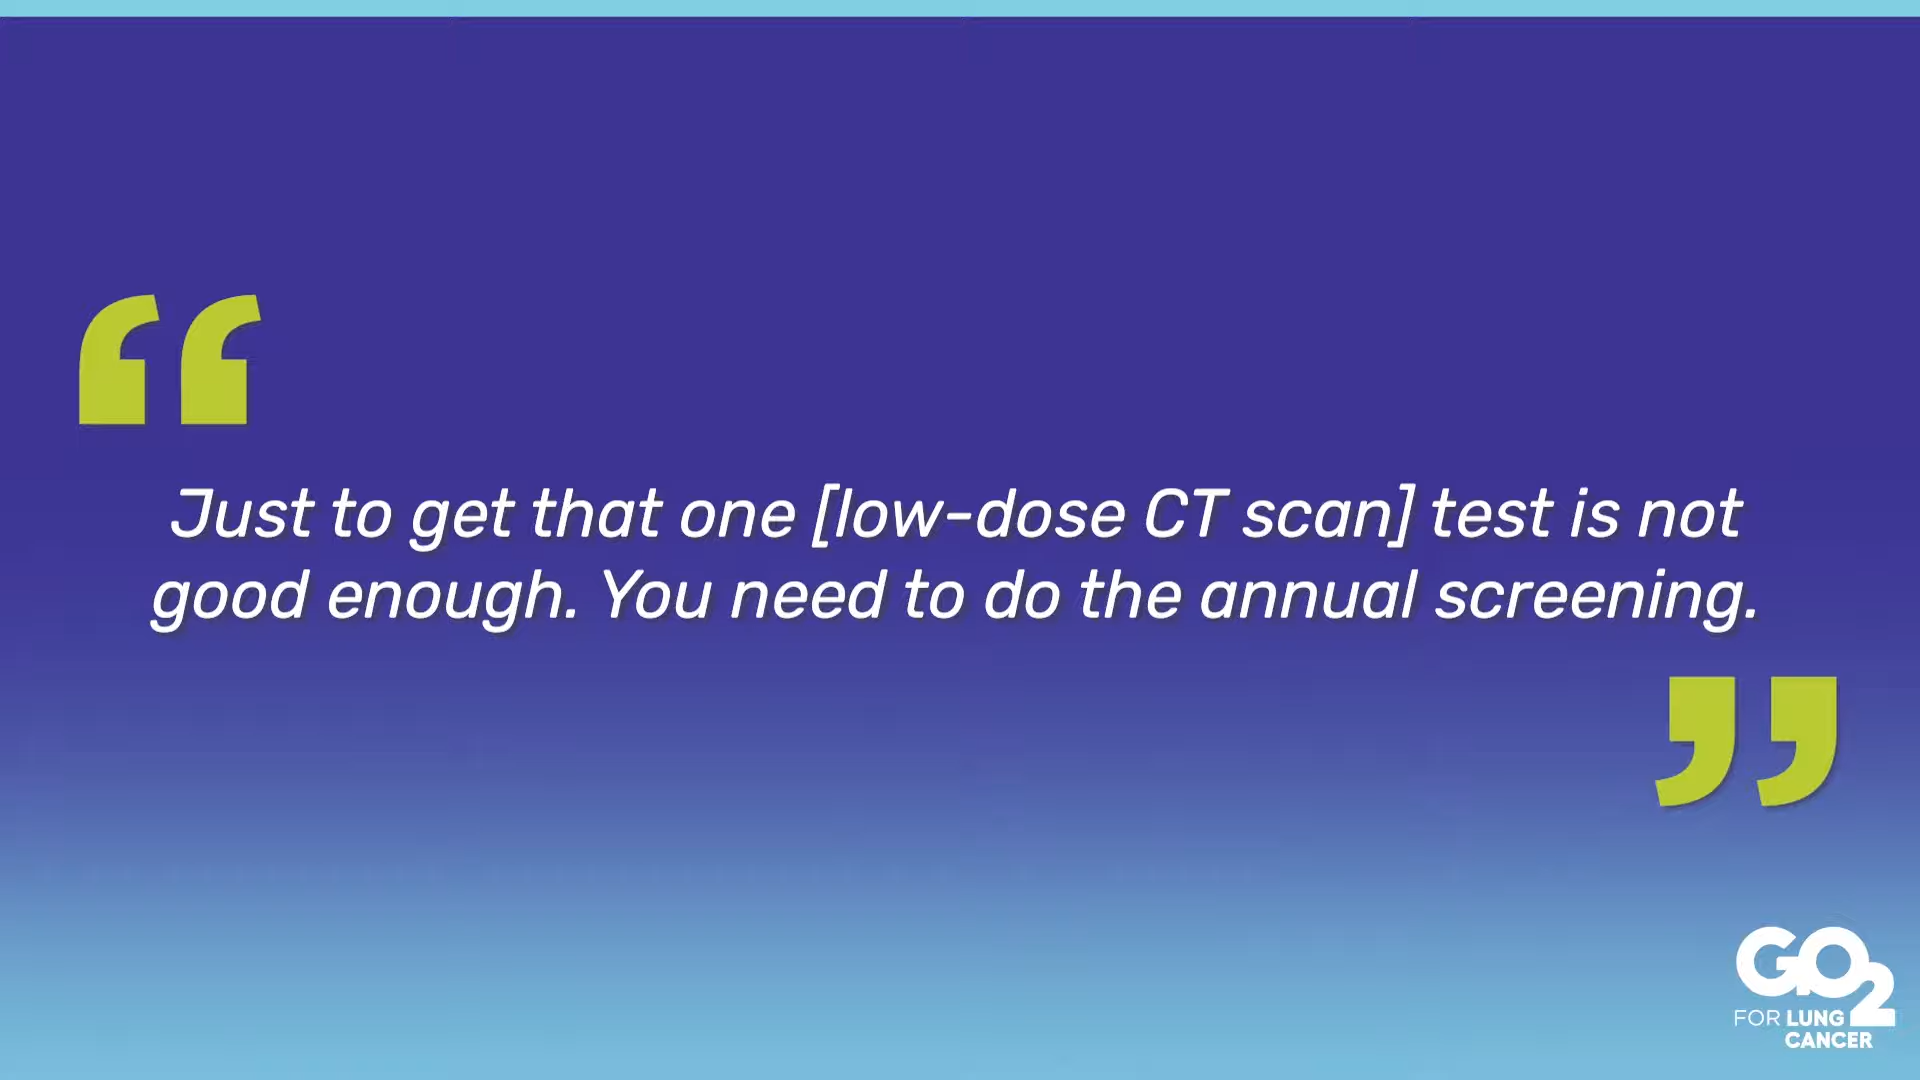 “
Just to get that one [low-dose CT scan] test is not
good enough. You need to do the annual screening.
”
GO2
FOR LUNG
CANCER